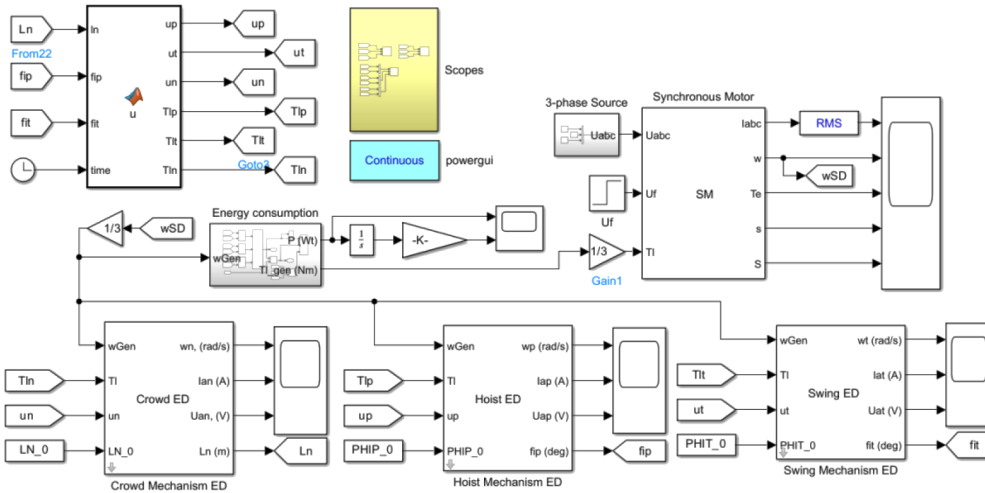 Ln
From22
fip
fit
ln
fip
fit
time
u
up
ut
un
Tlp
Tlt
Tln
up
ut
un
Tlp
Tlt
Goto3
Tln
Scopes
Continuous
powergui
3-phase Source
Uabc
Uf
Synchronous Motor
Uabc
Uf
Tl
SM
Iabc
w
Te
s
S
RMS
wSD
1/3
Gain1
1/3
wSD
Energy consumption
wGen
P (Wt)
Tl_gen (Nm)
1
s
-K-
Tln
un
LN_0
wGen
Tl
un
LN_0
Crowd ED
wn, (rad/s)
Ian (A)
Uan, (V)
Ln (m)
Ln
Crowd Mechanism ED
Tlp
up
PHIP_0
wGen
Tl
up
PHIP_0
Hoist ED
wp (rad/s)
Iap (A)
Uap (V)
fip (deg)
fip
Hoist Mechanism ED
Tlt
ut
PHIT_0
wGen
Tl
ut
PHIT_0
Swing ED
wt (rad/s)
Iat (A)
Uat (V)
fit (deg)
fit
Swing Mechanism ED